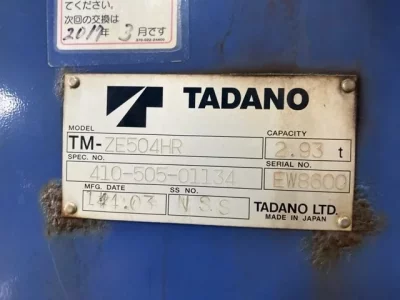 てください。
次回の交換は
2017年 3月です
TADANO
MODEL
TM-ZE504HR
CAPACITY
2.93 t
SPEC. NO.
410-505-01134
SERIAL NO.
EW8600
MFG. DATE
SS NO.
NSS
TADANO LTD.
MADE IN JAPAN